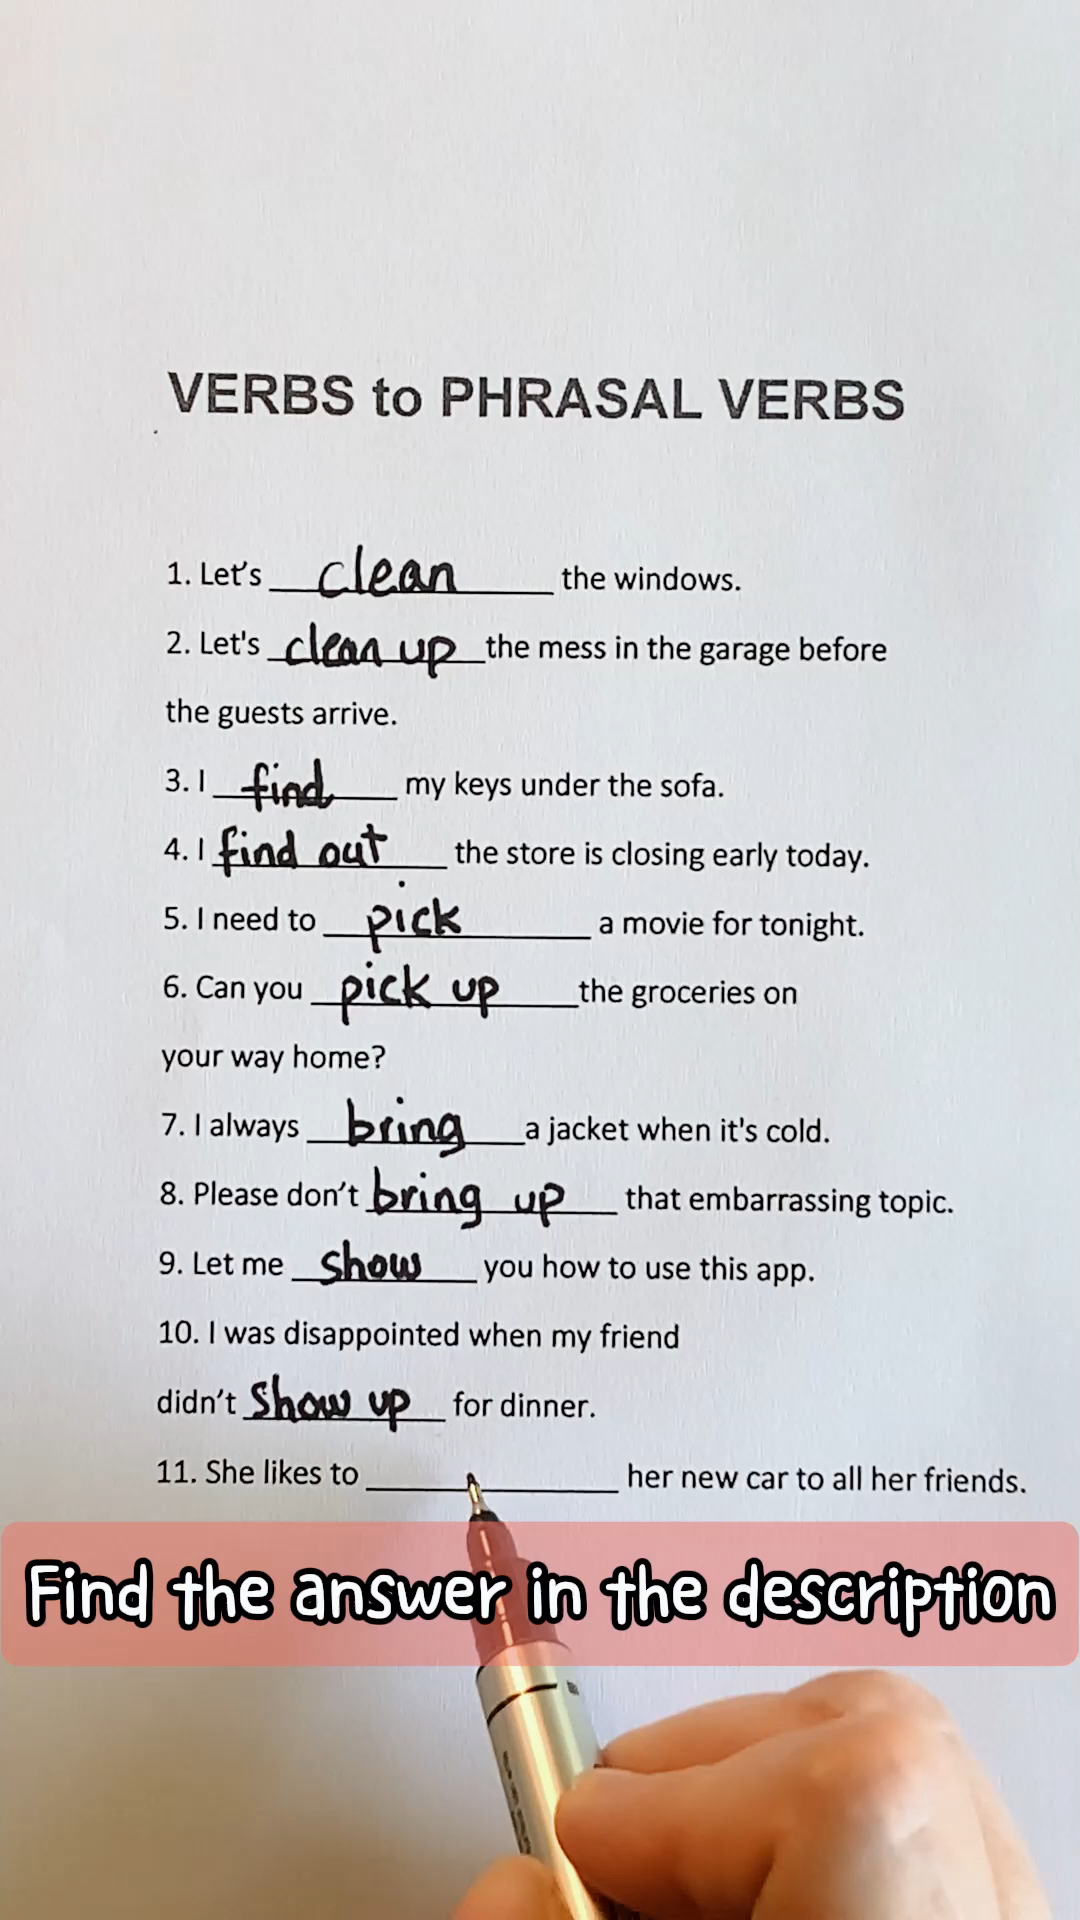 VERBS to PHRASAL VERBS
1. Let's clean the windows.
2. Let's clean up the mess in the garage before
the guests arrive.
3. I find my keys under the sofa.
4. I find out the store is closing early today.
5. I need to pick a movie for tonight.
6. Can you pick up the groceries on
your way home?
7. I always bring a jacket when it's cold.
8. Please don't bring up that embarrassing topic.
9. Let me show you how to use this app.
10. I was disappointed when my friend
didn't show up for dinner.
11. She likes to ____________ her new car to all her friends.
Find the answer in the description